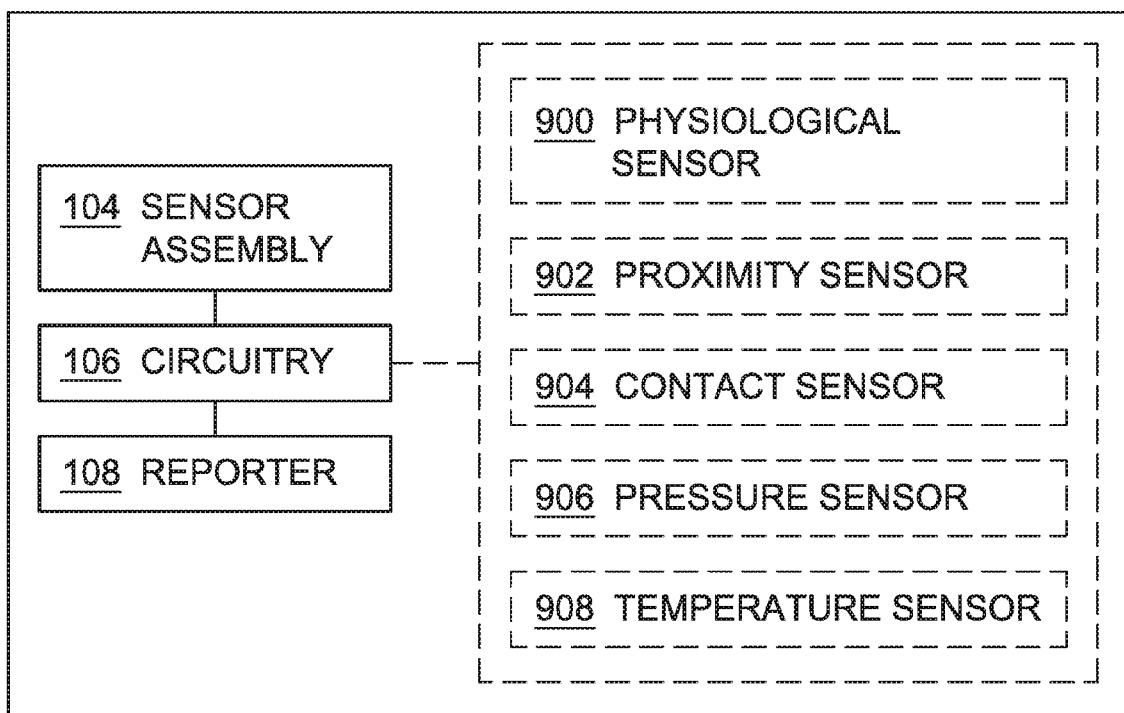 104 SENSOR
ASSEMBLY
106 CIRCUITRY
108 REPORTER
900 PHYSIOLOGICAL
SENSOR
902 PROXIMITY SENSOR
904 CONTACT SENSOR
906 PRESSURE SENSOR
908 TEMPERATURE SENSOR